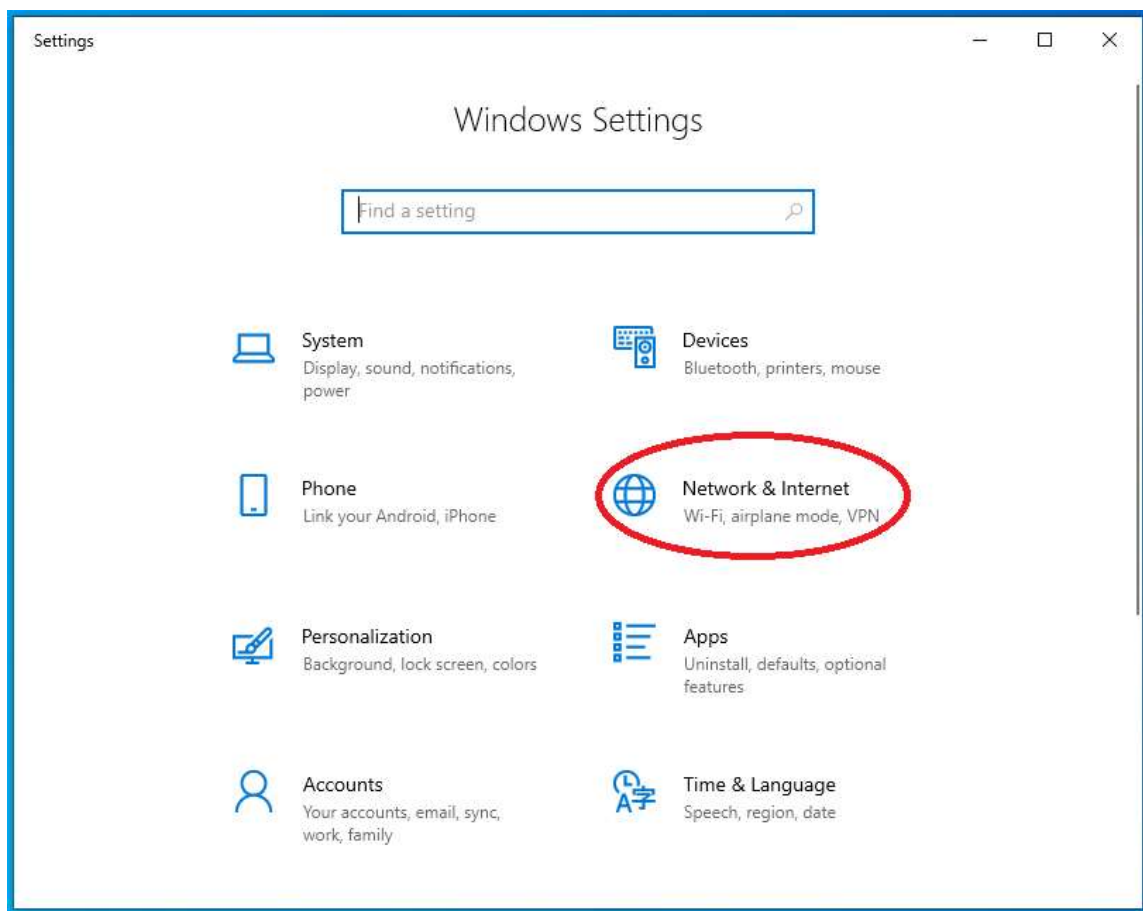 Settings
Windows Settings
Find a setting
System
Display, sound, notifications,
power
Devices
Bluetooth, printers, mouse
Phone
Link your Android, iPhone
Network & Internet
Wi-Fi, airplane mode, VPN
Personalization
Background, lock screen, colors
Apps
Uninstall, defaults, optional
features
Accounts
Your accounts, email, sync,
work, family
Time & Language
Speech, region, date